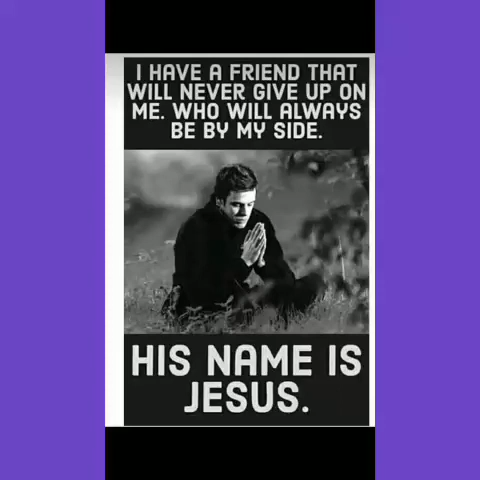 I HAVE A FRIEND THAT
WILL NEVER GIVE UP ON
ME. WHO WILL ALWAYS
BE BY MY SIDE.
HIS NAME IS
JESUS.